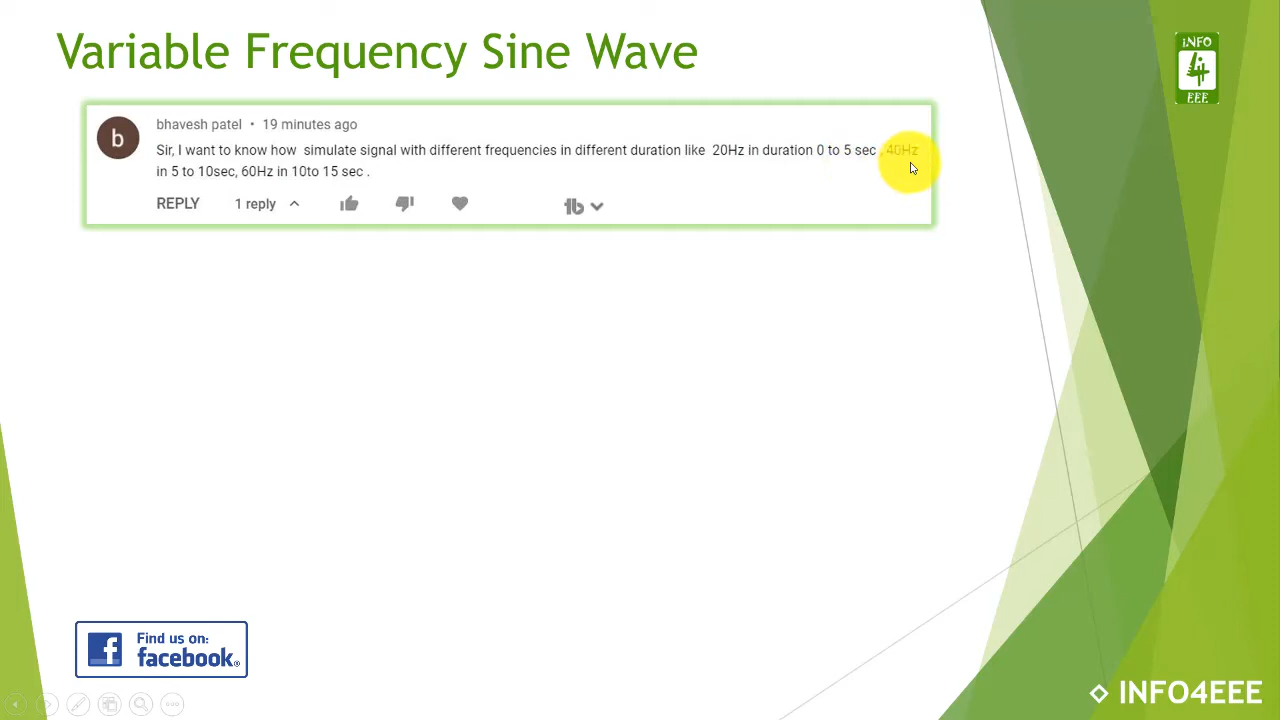 Variable Frequency Sine Wave
INFO
EEE
b
bhavesh patel • 19 minutes ago
Sir, I want to know how simulate signal with different frequencies in different duration like 20Hz in duration 0 to 5 sec , 40Hz
in 5 to 10sec, 60Hz in 10to 15 sec .
REPLY 1 reply
Find us on:
facebook®
INFO4EEE